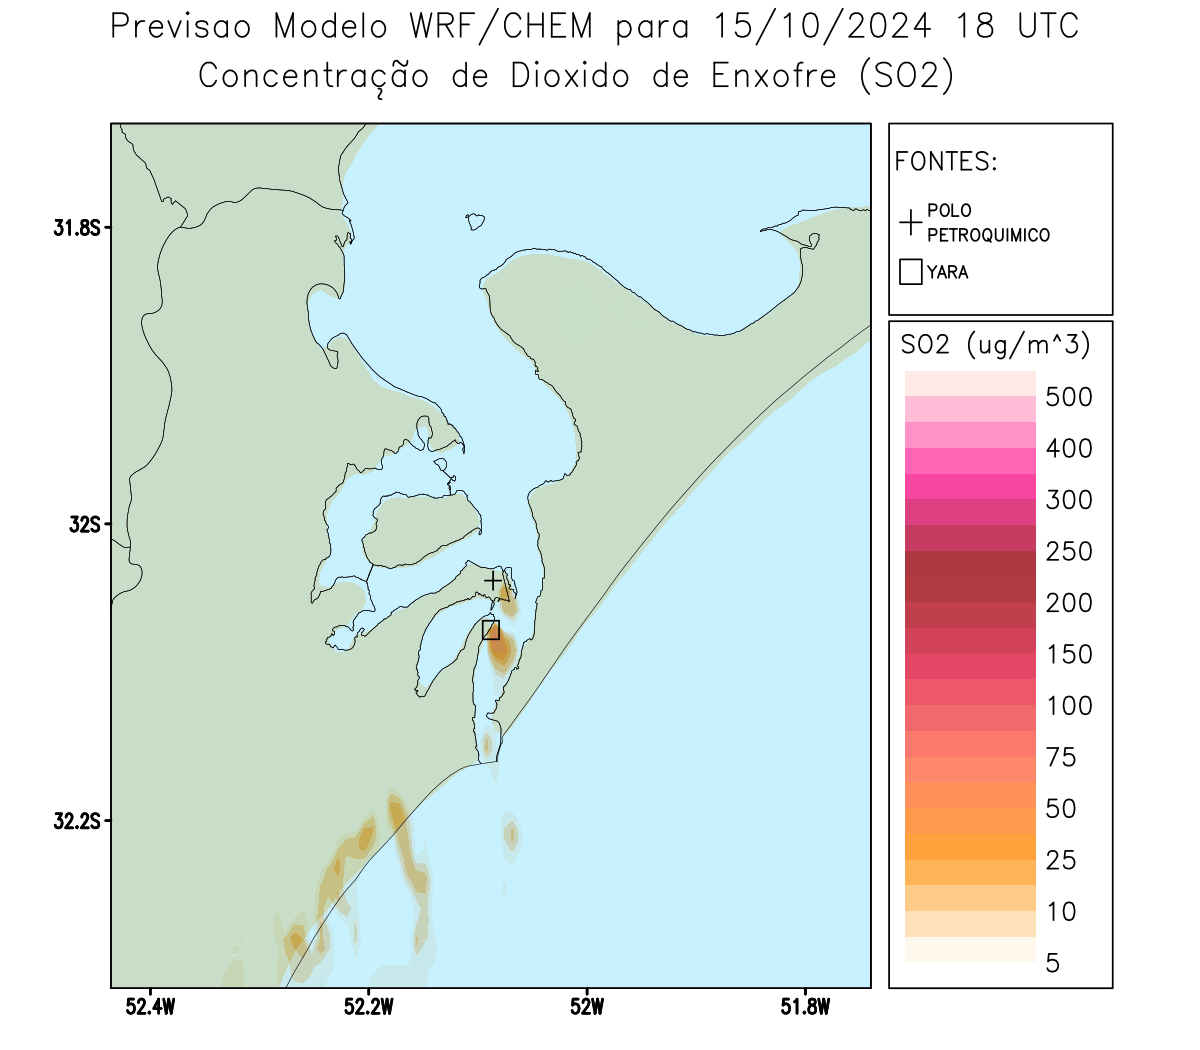 Previsao Modelo WRF/CHEM para 15/10/2024 18 UTC
Concentração de Dioxido de Enxofre (SO2)
FONTES:
POLO
PETROQUIMICO
YARA
31.8S
32S
32.2S
52.4W
52.2W
52W
51.8W
SO2 (ug/m^3)
500
400
300
250
200
150
100
75
50
25
10
5